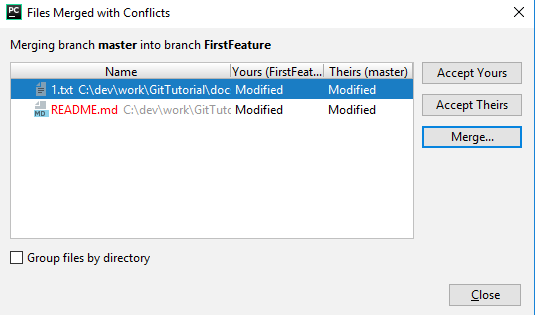 PC Files Merged with Conflicts
Merging branch master into branch FirstFeature
Name Yours (FirstFeat... Theirs (master)
1.txt C:\dev\work\GitTutorial\doc Modified Modified
MD README.md C:\dev\work\GitTuto Modified Modified
Accept Yours
Accept Theirs
Merge...
Group files by directory
Close